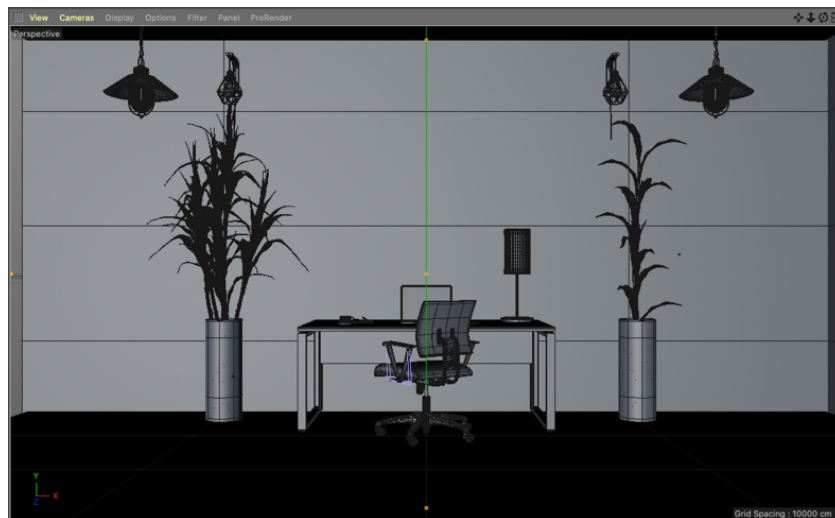 View Cameras Display Options Filter Panel ProRender
Perspective
Y
X
Z
Grid Spacing : 10000 cm